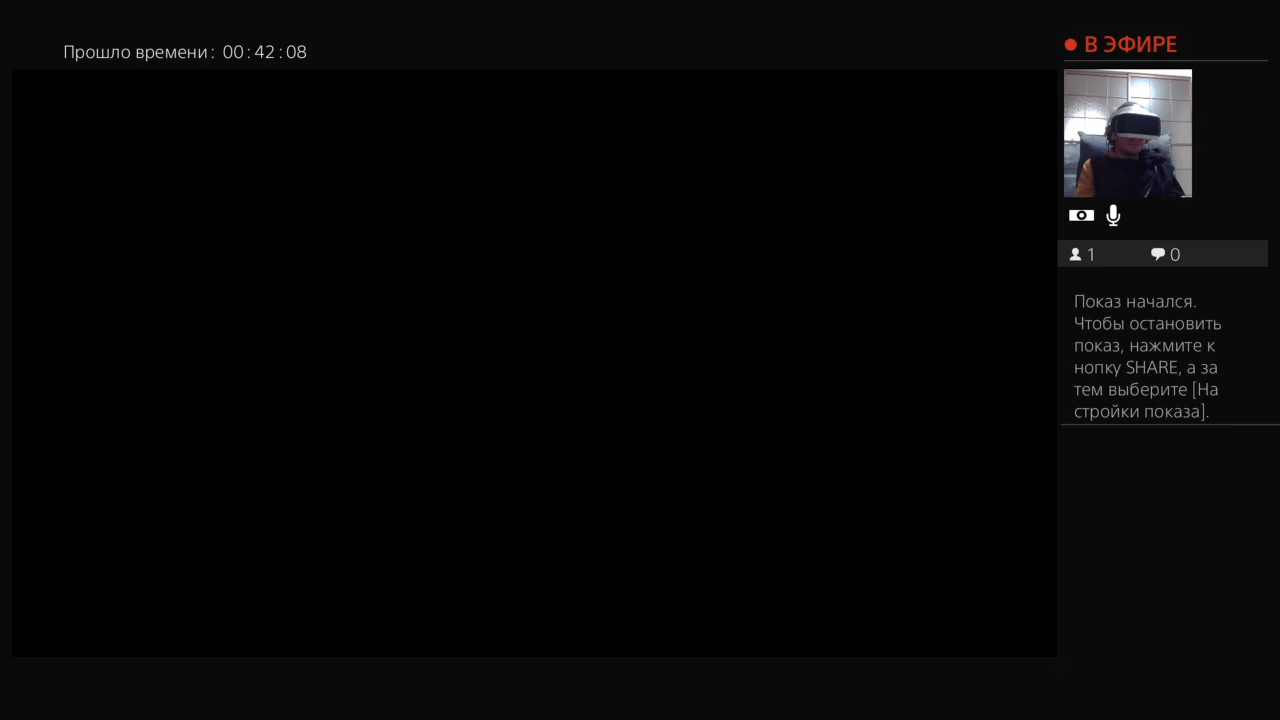 Прошло времени: 00:42:08
В ЭФИРЕ
1 0
Показ начался.
Чтобы остановить
показ, нажмите к
нопку SHARE, а за
тем выберите [На
стройки показа].